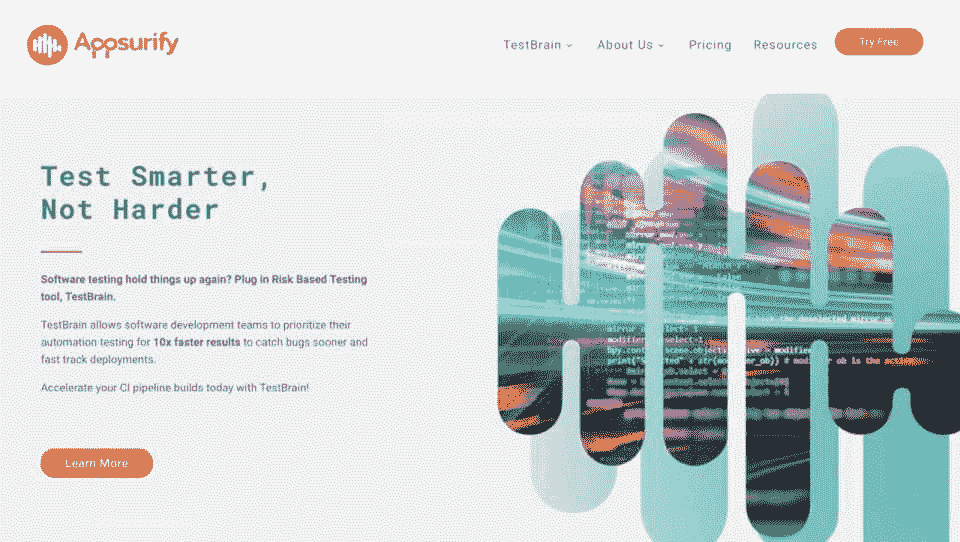 Appsurify
TestBrain
About Us
Pricing
Resources
Try Free
Test Smarter,
Not Harder
Software testing hold things up again? Plug in Risk Based Testing
tool, TestBrain.
TestBrain allows software development teams to prioritize their
automation testing for 10x faster results to catch bugs sooner and
fast track deployments.
Accelerate your CI pipeline builds today with TestBrain!
Learn More